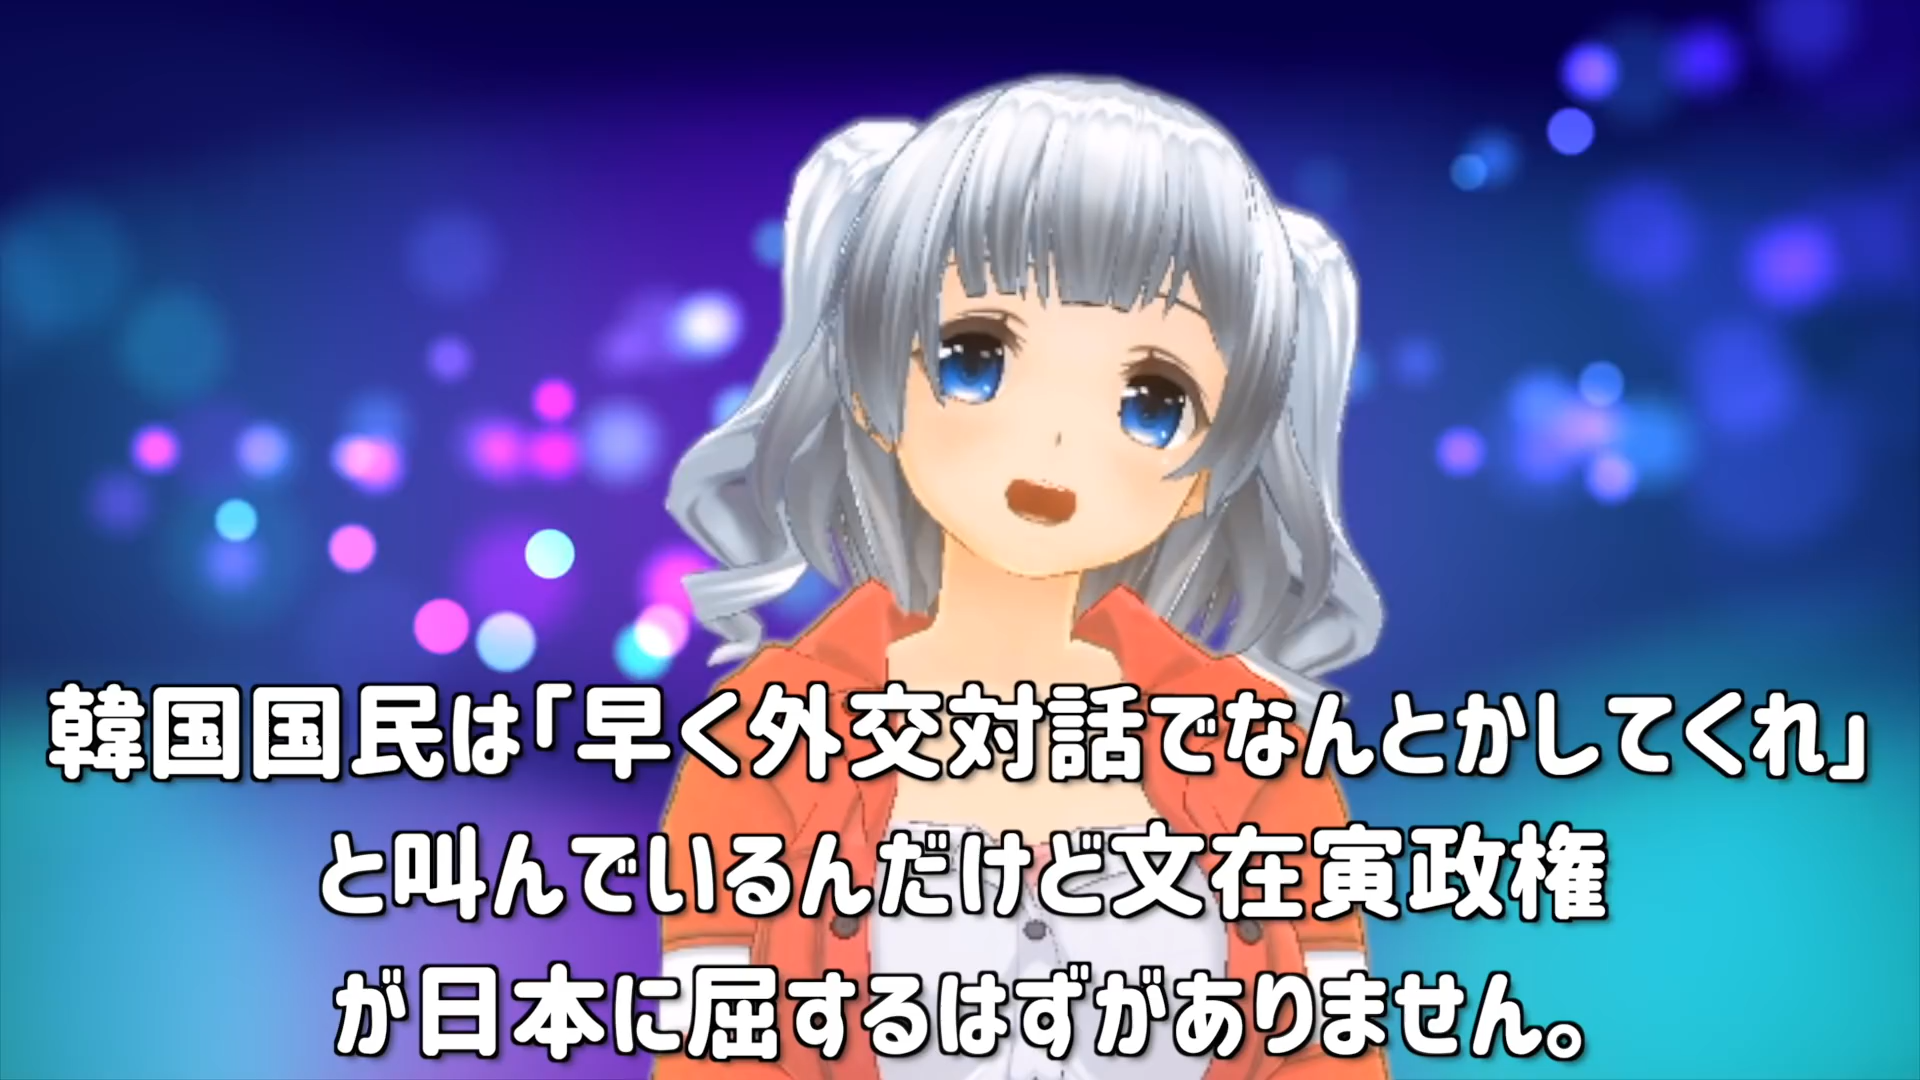 韓国国民は「早く外交対話でなんとかしてくれ」
と叫んでいるんだけど文在寅政権
が日本に屈するはずがありません。